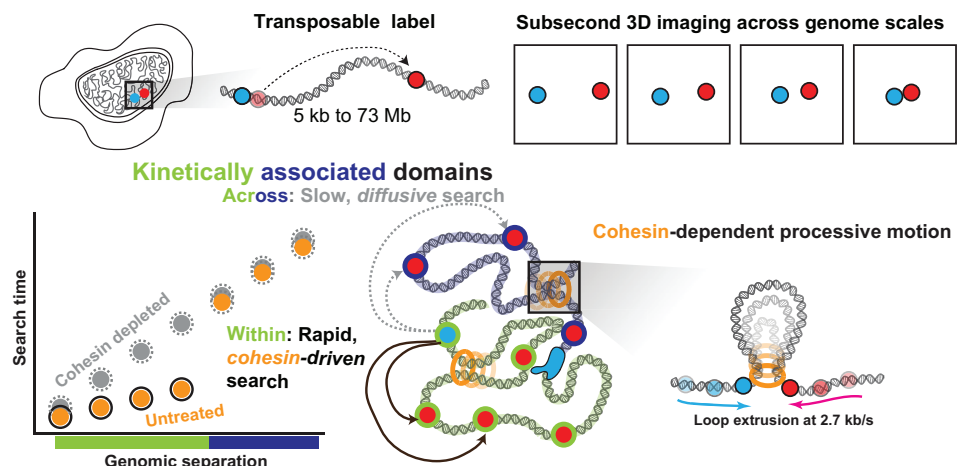 Transposable label
5 kb to 73 Mb
Subsecond 3D imaging across genome scales
Kinetically associated domains
Across: Slow, diffusive search
Search time
Cohesin depleted
Untreated
Genomic separation
Within: Rapid,
cohesin-driven
search
Cohesin-dependent processive motion
Loop extrusion at 2.7 kb/s